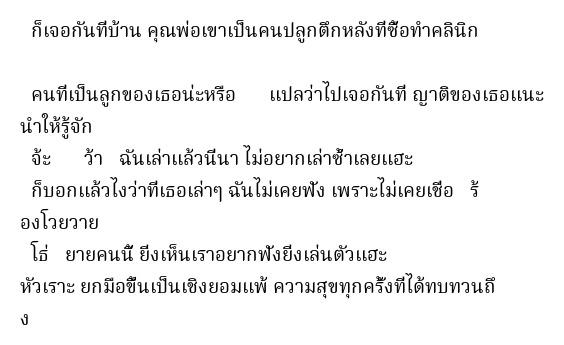 ก็เจอกันที่บ้าน คุณพ่อเขาเป็นคนปลูกตึกหลังที่ซื้อทำคลินิก
คนที่เป็นลูกของเธอน่ะหรือ แปลว่าไปเจอกันที่ ญาติของเธอแนะ
นำให้รู้จัก
จ้ะ ว้า ฉันเล่าแล้วนี่นา ไม่อยากเล่าซ้ำเลยแฮะ
ก็บอกแล้วไงว่าที่เธอเล่าๆ ฉันไม่เคยฟัง เพราะไม่เคยเชื่อ ร้
องโวยวาย
โธ่ ยายคนนี้ ยิ่งเห็นเราอยากฟังยิ่งเล่นตัวแฮะ
หัวเราะ ยกมือขึ้นเป็นเชิงยอมแพ้ ความสุขทุกครั้งที่ได้ทบทวนถึ
ง